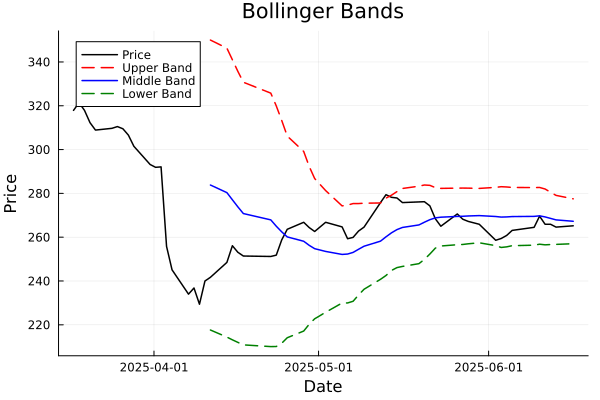 Bollinger Bands
Price
Upper Band
Middle Band
Lower Band
340
320
300
280
260
240
220
Price
2025-04-01
2025-05-01
2025-06-01
Date